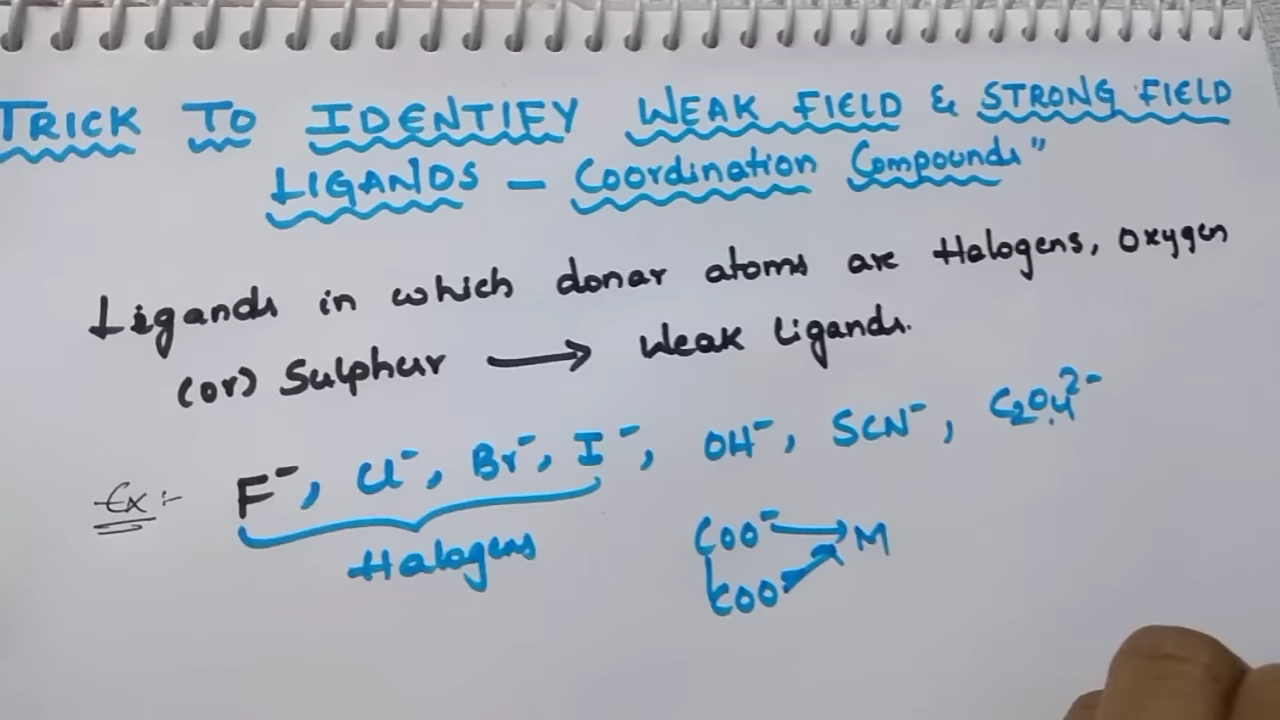 TRICK TO IDENTIFY WEAK FIELD & STRONG FIELD
LIGANDS - Coordination Compounds"
Ligands in which donar atoms are Halogens, Oxygen
(or) Sulphur → Weak Ligands.
Ex:- F⁻, Cl⁻, Br⁻, I⁻, OH⁻, SCN⁻, C₂O₄²⁻
Halogens
COO⁻ → M
COO⁻